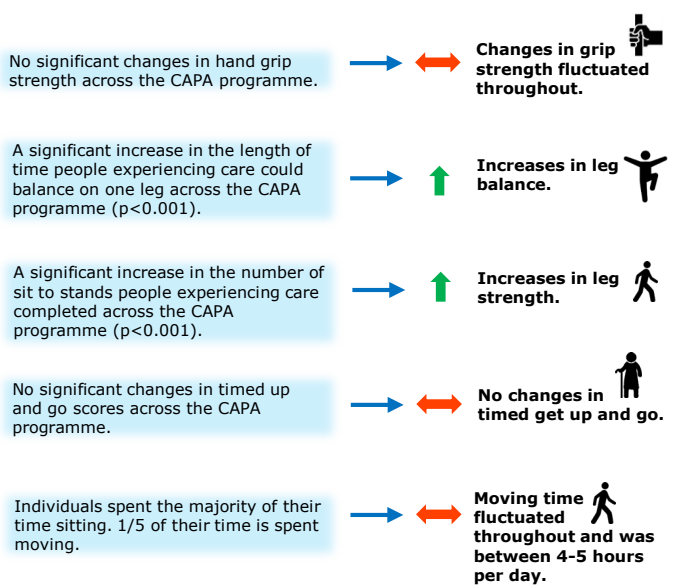 No significant changes in hand grip
strength across the CAPA programme.
Changes in grip
strength fluctuated
throughout.
A significant increase in the length of
time people experiencing care could
balance on one leg across the CAPA
programme (p<0.001).
Increases in leg
balance.
A significant increase in the number of
sit to stands people experiencing care
completed across the CAPA
programme (p<0.001).
Increases in leg
strength.
No significant changes in timed up
and go scores across the CAPA
programme.
No changes in
timed get up and go.
Individuals spent the majority of their
time sitting. 1/5 of their time is spent
moving.
Moving time
fluctuated
throughout and was
between 4-5 hours
per day.